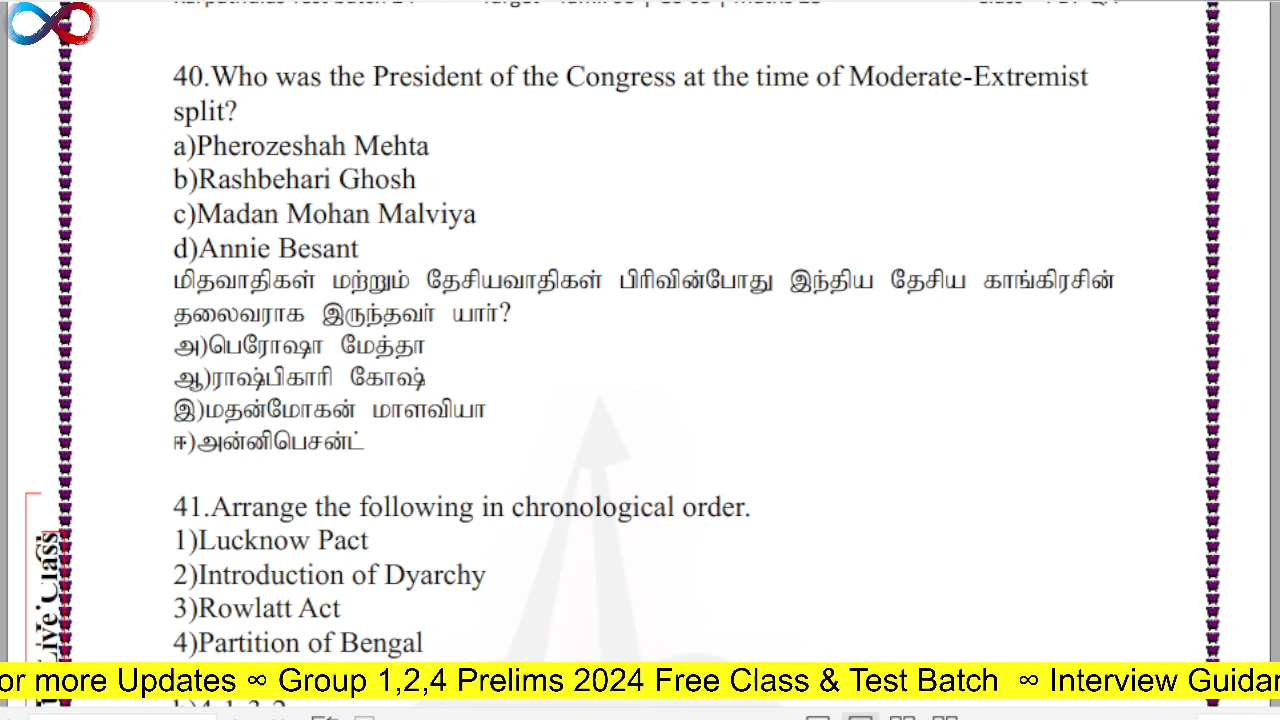 40.Who was the President of the Congress at the time of Moderate-Extremist
split?
a)Pherozeshah Mehta
b)Rashbehari Ghosh
c)Madan Mohan Malviya
d)Annie Besant
மிதவாதிகள் மற்றும் தேசியவாதிகள் பிரிவின்போது இந்திய தேசிய காங்கிரசின்
தலைவராக இருந்தவர் யார்?
அ)பெரோஷா மேத்தா
ஆ)ராஷ்பிகாரி கோஷ்
இ)மதன்மோகன் மாளவியா
ஈ)அன்னிபெசன்ட்
41.Arrange the following in chronological order.
1)Lucknow Pact
2)Introduction of Dyarchy
3)Rowlatt Act
4)Partition of Bengal
Live Class
or more Updates ∞ Group 1,2,4 Prelims 2024 Free Class & Test Batch ∞ Interview